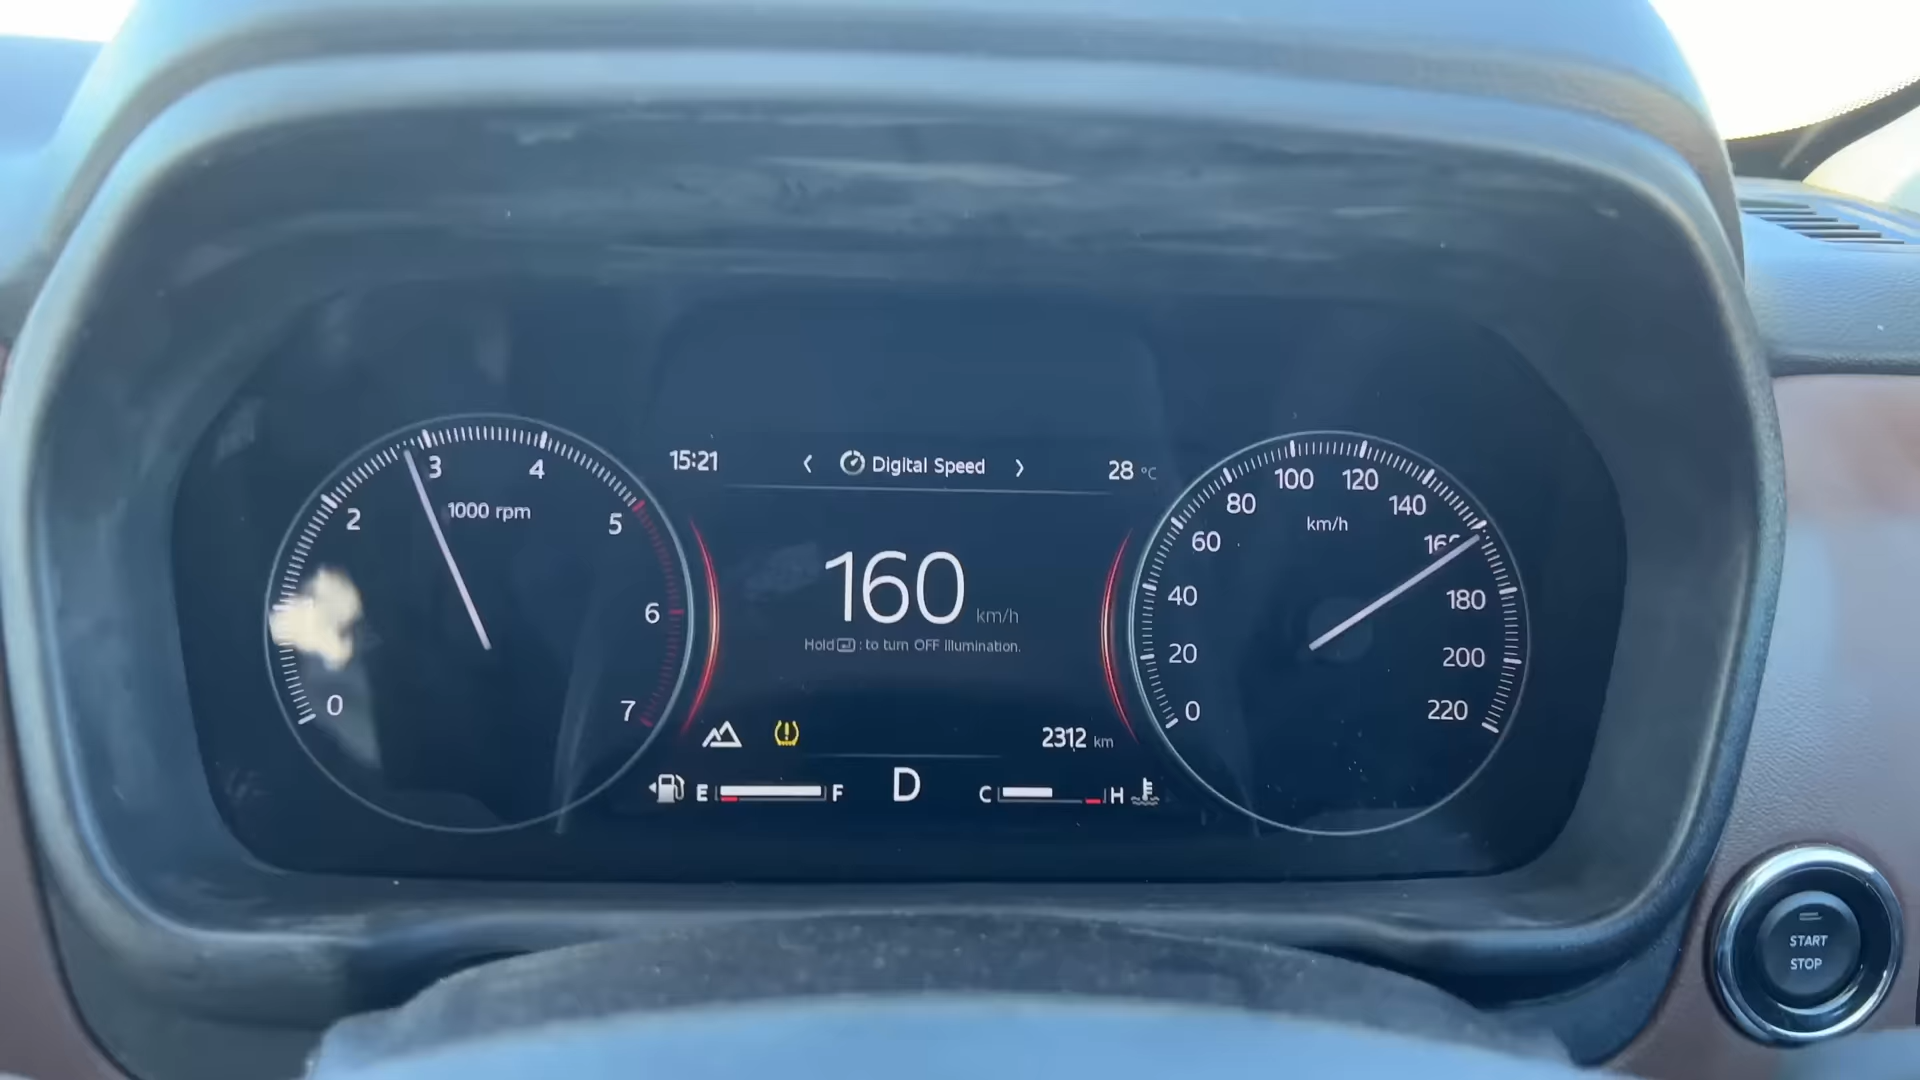 15:21
Digital Speed
28 °C
3
4
2
1000 rpm
5
6
0
7
160 km/h
Hold : to turn OFF Illumination.
2312 km
E F
D
C H
100
120
80
140
km/h
60
160
40
180
20
200
0
220
START
STOP